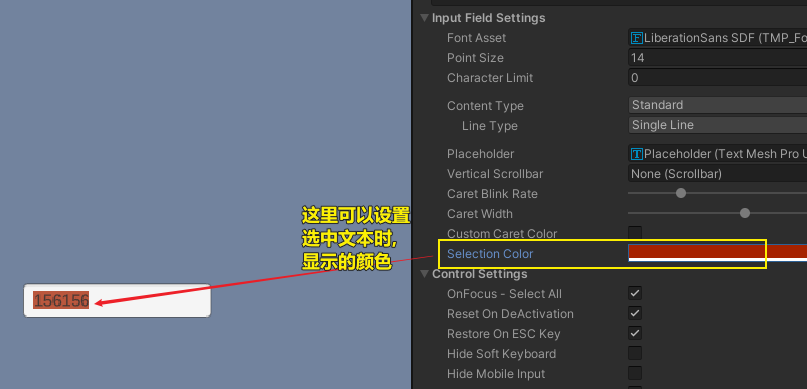 Input Field Settings
Font Asset
LiberationSans SDF (TMP_Fo
Point Size
14
Character Limit
0
Content Type
Standard
Line Type
Single Line
Placeholder
Placeholder (Text Mesh Pro U
Vertical Scrollbar
None (Scrollbar)
Caret Blink Rate
Caret Width
Custom Caret Color
Selection Color
这里可以设置
选中文本时,
显示的颜色
156156
Control Settings
OnFocus - Select All
Reset On DeActivation
Restore On ESC Key
Hide Soft Keyboard
Hide Mobile Input